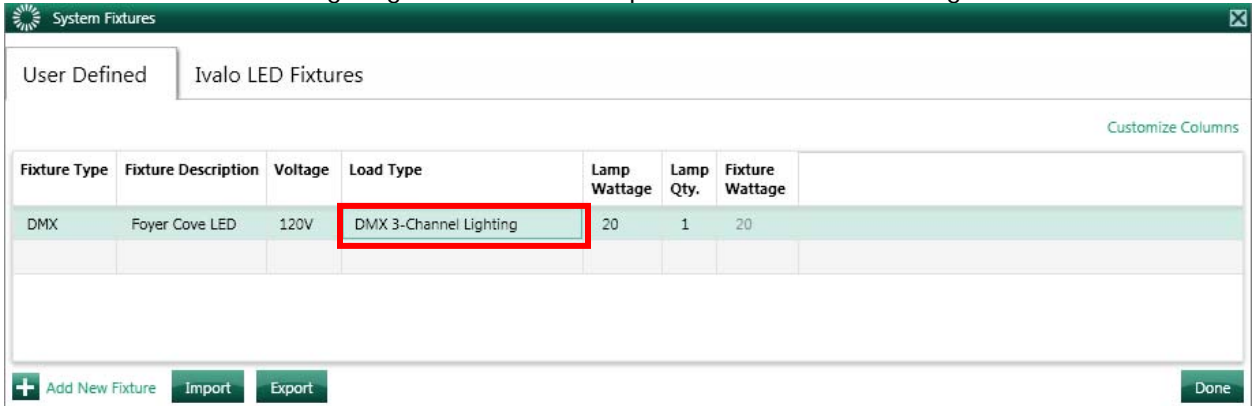 System Fixtures
User Defined Ivalo LED Fixtures
Customize Columns
Fixture Type Fixture Description Voltage Load Type Lamp Wattage Lamp Qty. Fixture Wattage
DMX Foyer Cove LED 120V DMX 3-Channel Lighting 20 1 20
Add New Fixture Import Export Done